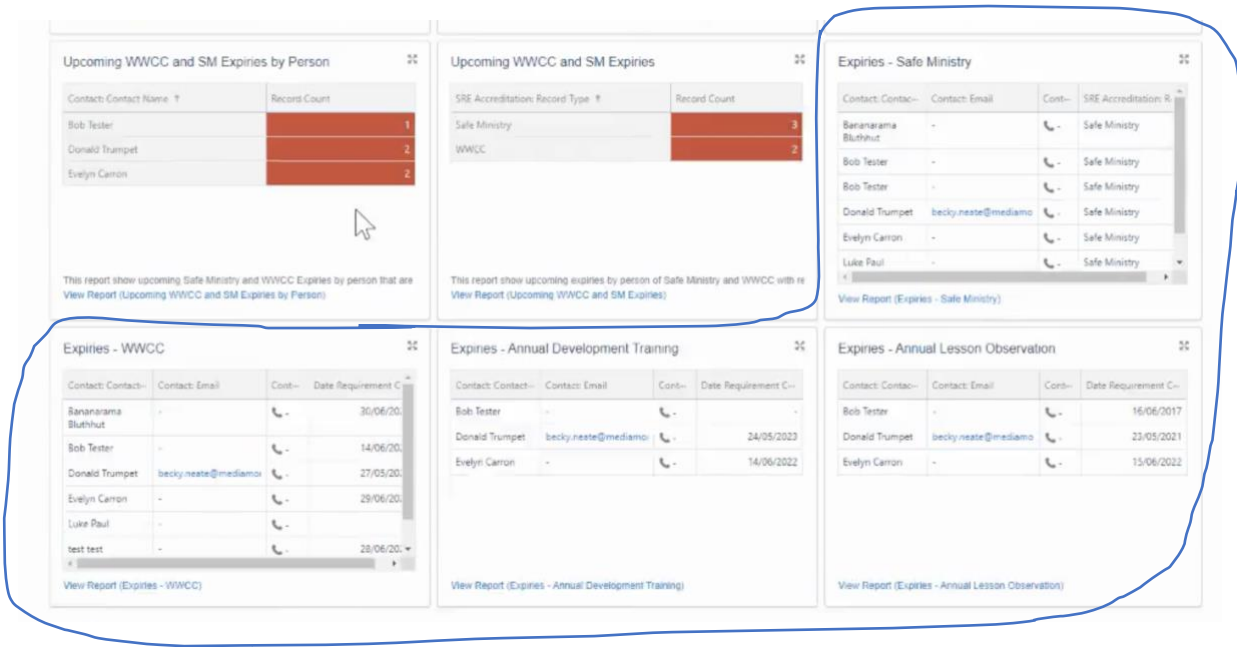 Upcoming WWCC and SM Expiries by Person
Contact: Contact Name ↑ Record Count
Bob Tester 1
Donald Trumpet 2
Evelyn Carron 2
This report show upcoming Safe Ministry and WWCC Expiries by person that are
View Report (Upcoming WWCC and SM Expiries by Person)
Upcoming WWCC and SM Expiries
SRE Accreditation: Record Type ↑ Record Count
Safe Ministry 3
WWCC 2
This report show upcoming expiries by person of Safe Ministry and WWCC with re
View Report (Upcoming WWCC and SM Expiries)
Expiries - Safe Ministry
Contact: Contac-- Contact: Email Cont-- SRE Accreditation: R
Bananarama - - Safe Ministry
Bluthhut
Bob Tester - - Safe Ministry
Bob Tester - - Safe Ministry
Donald Trumpet becky.neate@mediamo - Safe Ministry
Evelyn Carron - - Safe Ministry
Luke Paul - - Safe Ministry
View Report (Expiries - Safe Ministry)
Expiries - WWCC
Contact: Contact-- Contact: Email Cont-- Date Requirement C
Bananarama - - 30/06/20
Bluthhut
Bob Tester - - 14/06/20
Donald Trumpet becky.neate@mediamo - 27/05/20
Evelyn Carron - - 29/06/20
Luke Paul - -
test test - - 28/06/20
View Report (Expiries - WWCC)
Expiries - Annual Development Training
Contact: Contact-- Contact: Email Cont-- Date Requirement C--
Bob Tester - - -
Donald Trumpet becky.neate@mediamo - 24/05/2023
Evelyn Carron - - 14/06/2022
View Report (Expiries - Annual Development Training)
Expiries - Annual Lesson Observation
Contact: Contac-- Contact: Email Cont-- Date Requirement C--
Bob Tester - - 16/06/2017
Donald Trumpet becky.neate@mediamo - 23/05/2021
Evelyn Carron - - 15/06/2022
View Report (Expiries - Annual Lesson Observation)